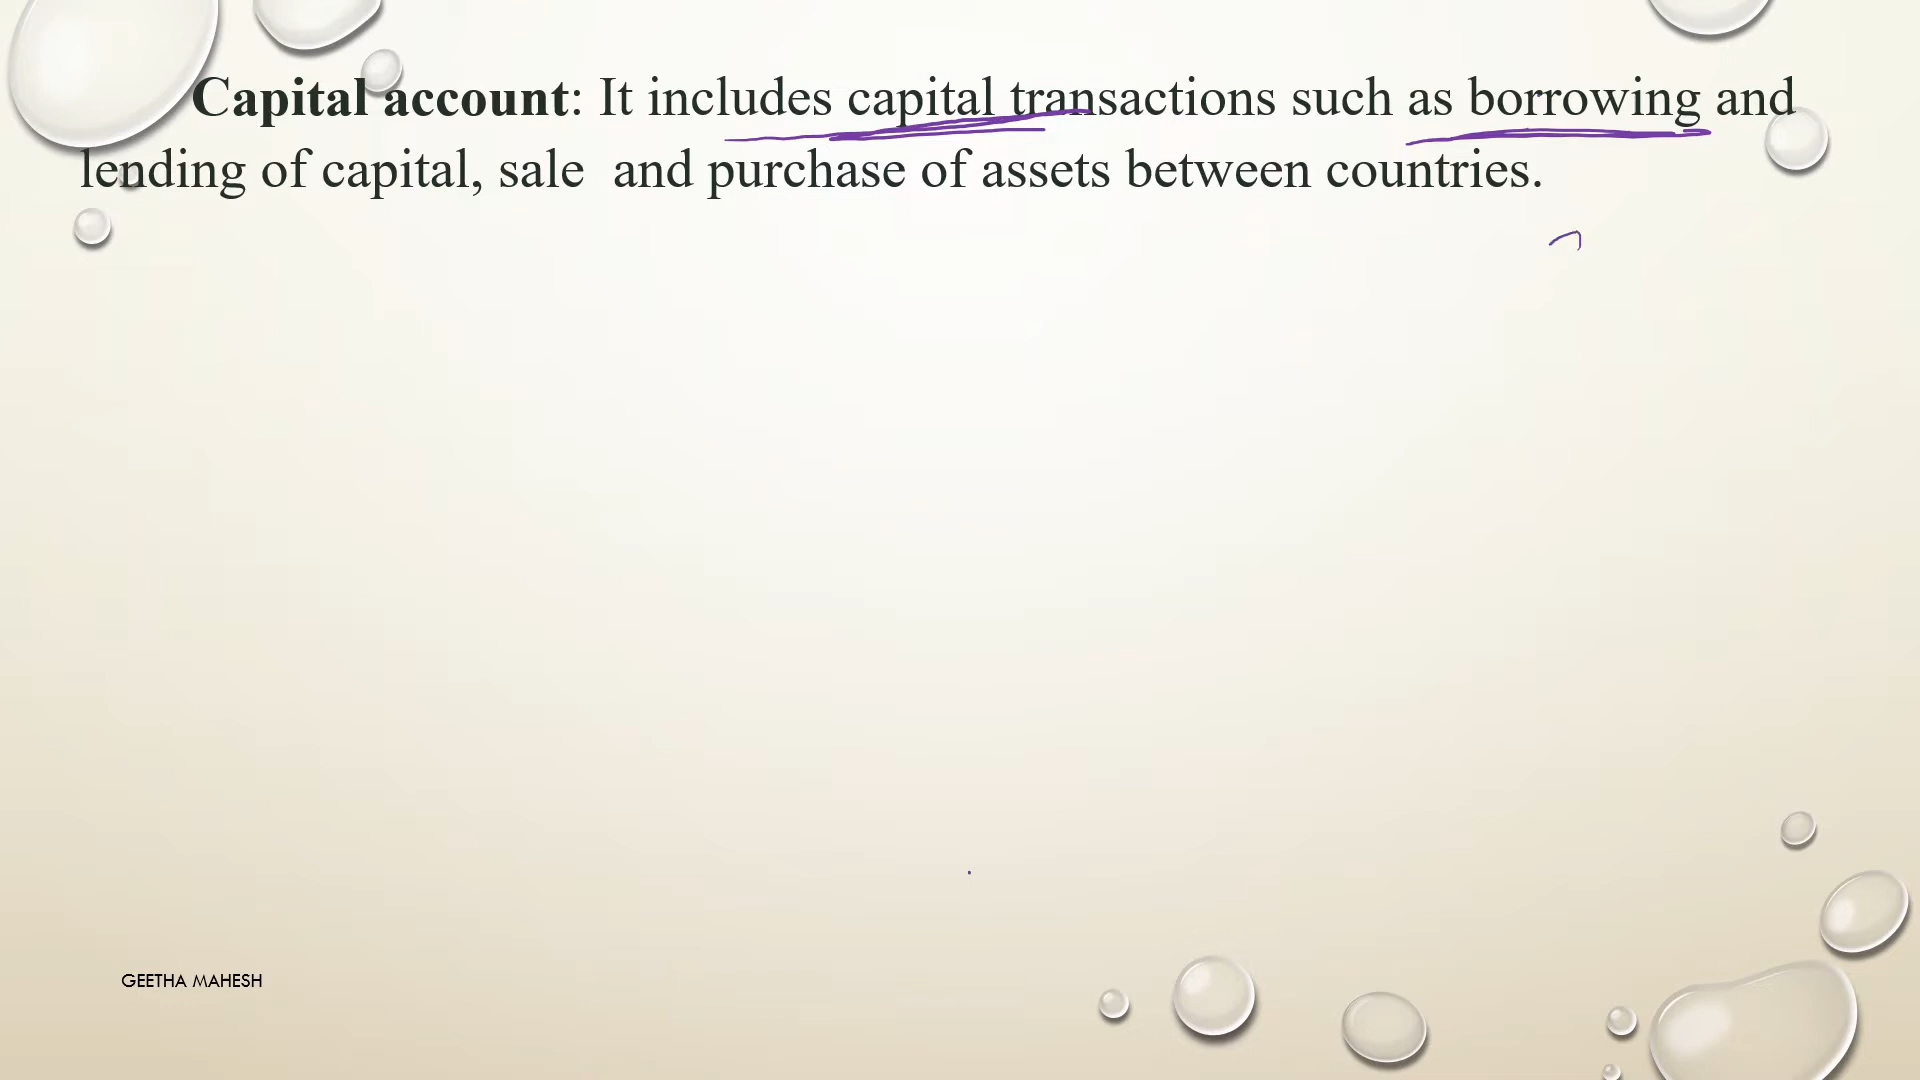 Capital account: It includes capital transactions such as borrowing and
lending of capital, sale  and purchase of assets between countries.
GEETHA MAHESH